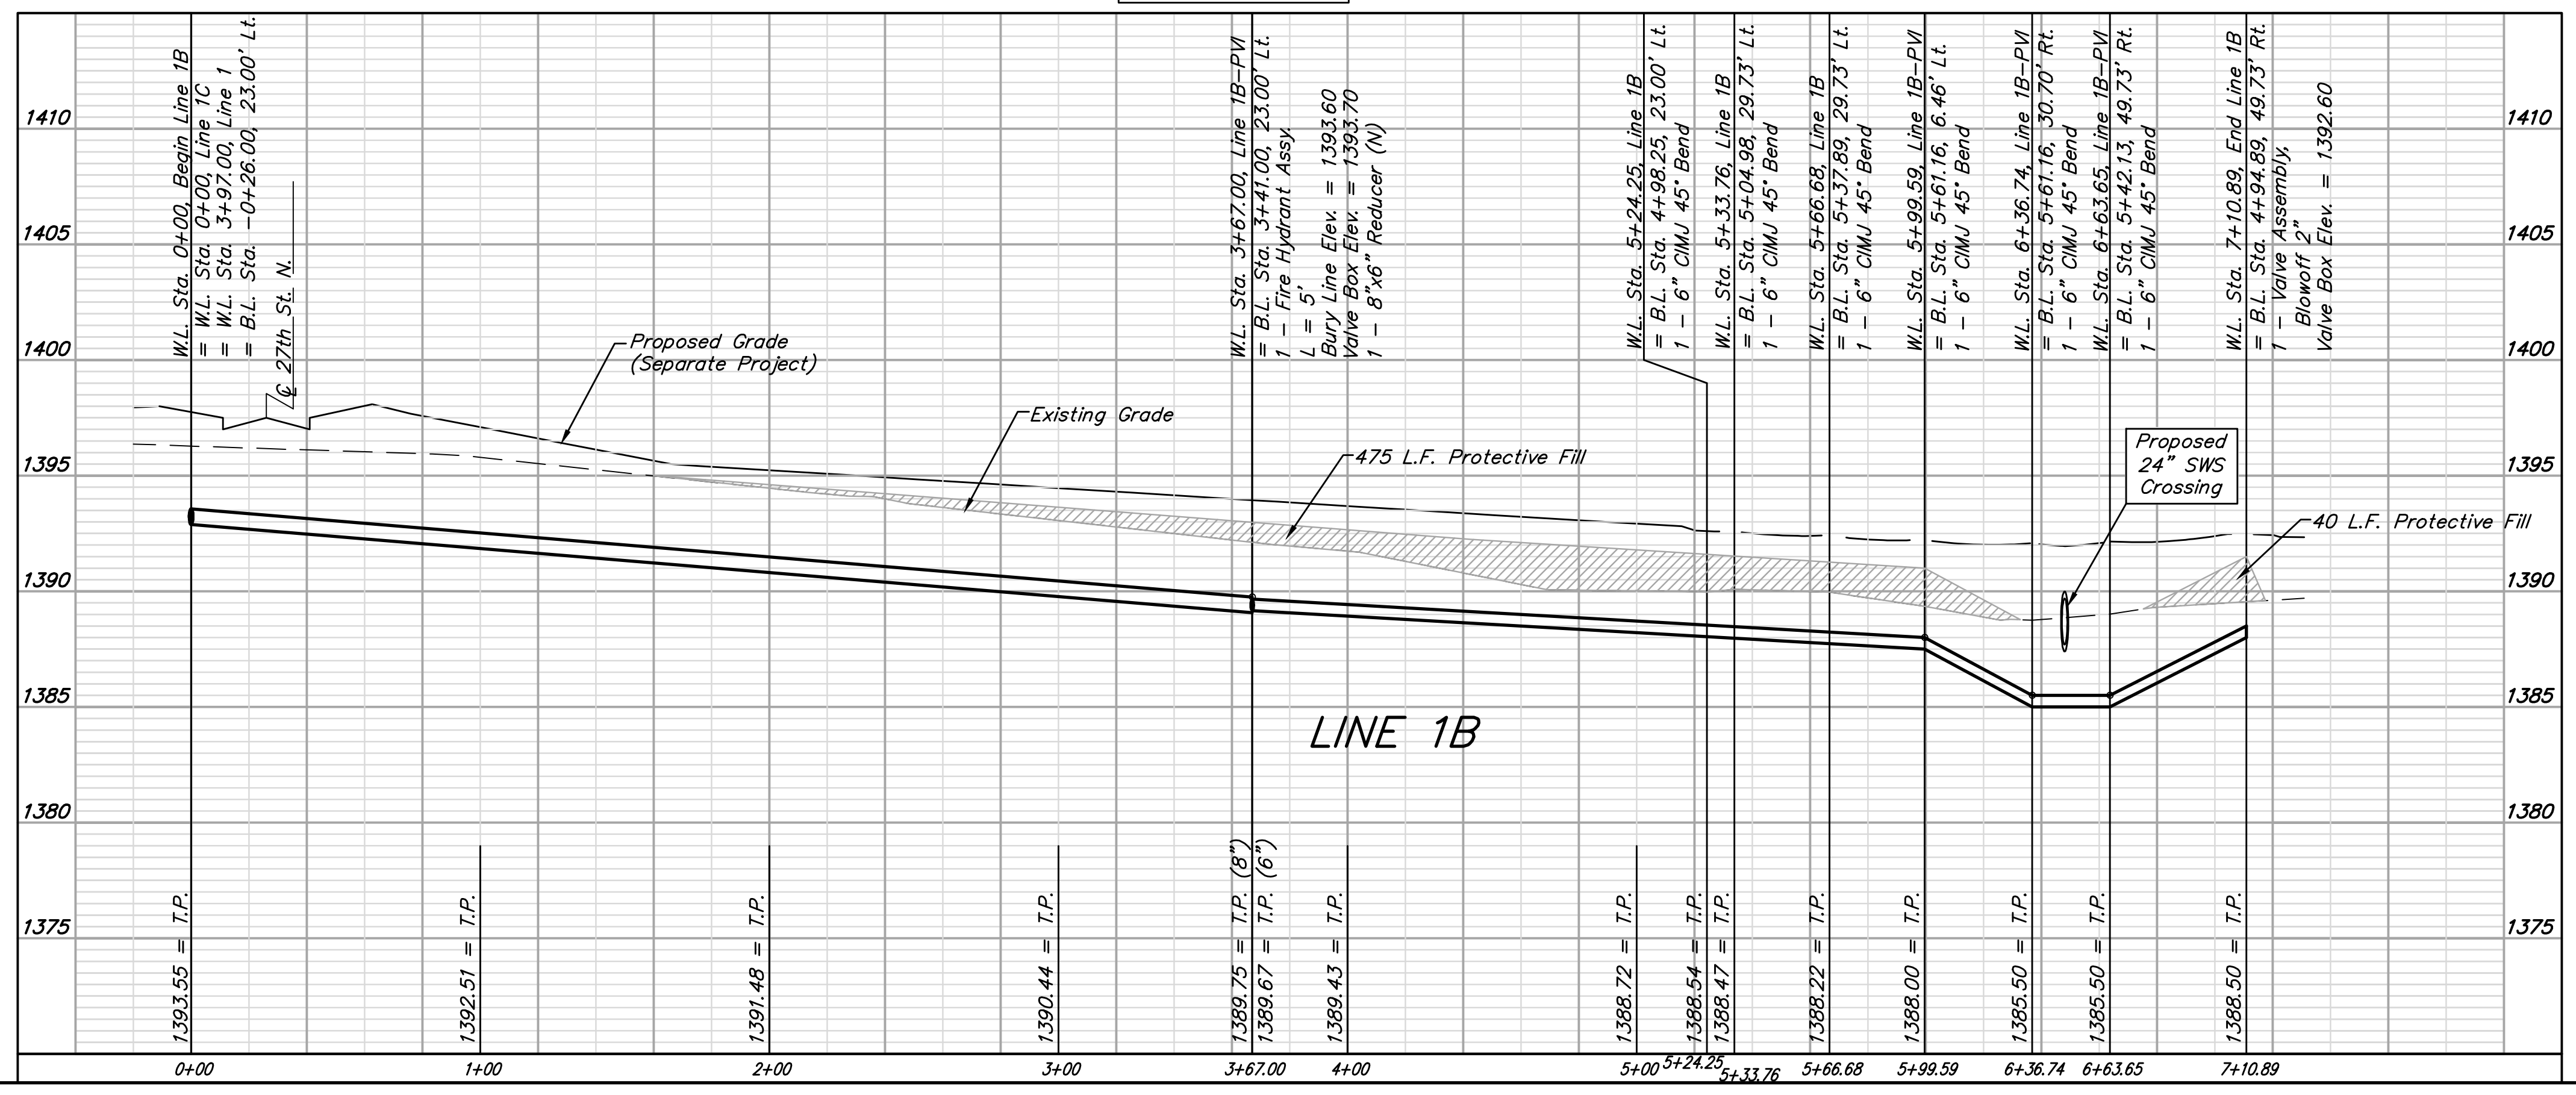 W.L. Sta. 0+00, Begin Line 1B
= W.L. Sta. 0+00, Line 1C
= W.L. Sta. 3+97.00, Line 1
= B.L. Sta. -0+26.00, 23.00' Lt.
℄ 27th St. N.
W.L. Sta. 3+67.00, Line 1B-PVI
= B.L. Sta. 3+41.00, 23.00' Lt.
1 - Fire Hydrant Assy.
L = 5'
Bury Line Elev. = 1393.60
Valve Box Elev. = 1393.70
1 - 8"x6" Reducer (N)
W.L. Sta. 5+24.25, Line 1B
= B.L. Sta. 4+98.25, 23.00' Lt.
1 - 6" CIMJ 45° Bend
W.L. Sta. 5+33.76, Line 1B
= B.L. Sta. 5+04.98, 29.73' Lt.
1 - 6" CIMJ 45° Bend
W.L. Sta. 5+66.68, Line 1B
= B.L. Sta. 5+37.89, 29.73' Lt.
1 - 6" CIMJ 45° Bend
W.L. Sta. 5+99.59, Line 1B-PVI
= B.L. Sta. 5+61.16, 6.46' Lt.
1 - 6" CIMJ 45° Bend
W.L. Sta. 6+36.74, Line 1B-PVI
= B.L. Sta. 5+61.16, 30.70' Rt.
1 - 6" CIMJ 45° Bend
W.L. Sta. 6+63.65, Line 1B-PVI
= B.L. Sta. 5+42.13, 49.73' Rt.
1 - 6" CIMJ 45° Bend
W.L. Sta. 7+10.89, End Line 1B
= B.L. Sta. 4+94.89, 49.73' Rt.
1 - Valve Assembly,
Blowoff 2"
Valve Box Elev. = 1392.60
1410
1410
1405
1405
1400
1400
1395
1395
1390
1390
1385
1385
1380
1380
1375
1375
Proposed Grade
(Separate Project)
Existing Grade
475 L.F. Protective Fill
Proposed
24" SWS
Crossing
40 L.F. Protective Fill
LINE 1B
1393.55 = T.P.
1392.51 = T.P.
1391.48 = T.P.
1390.44 = T.P.
1389.75 = T.P. (8")
1389.67 = T.P. (6")
1389.43 = T.P.
1388.72 = T.P.
1388.54 = T.P.
1388.47 = T.P.
1388.22 = T.P.
1388.00 = T.P.
1385.50 = T.P.
1385.50 = T.P.
1388.50 = T.P.
0+00
1+00
2+00
3+00
3+67.00
4+00
5+00
5+24.25
5+33.76
5+66.68
5+99.59
6+36.74
6+63.65
7+10.89